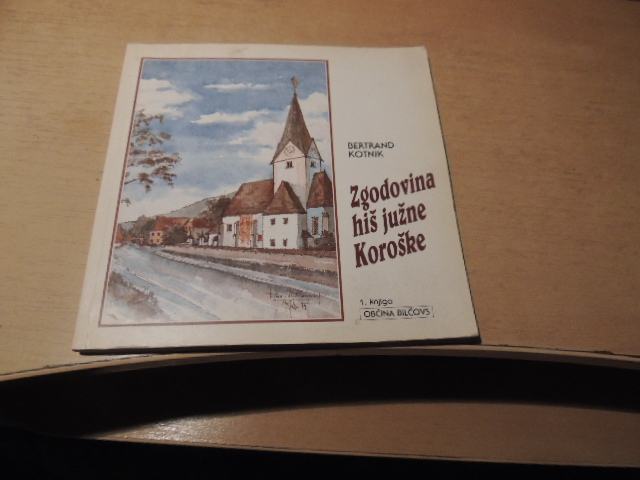 BERTRAND
KOTNIK
Zgodovina
hiš južne
Koroške
1. knjiga
OBČINA BILČOVS